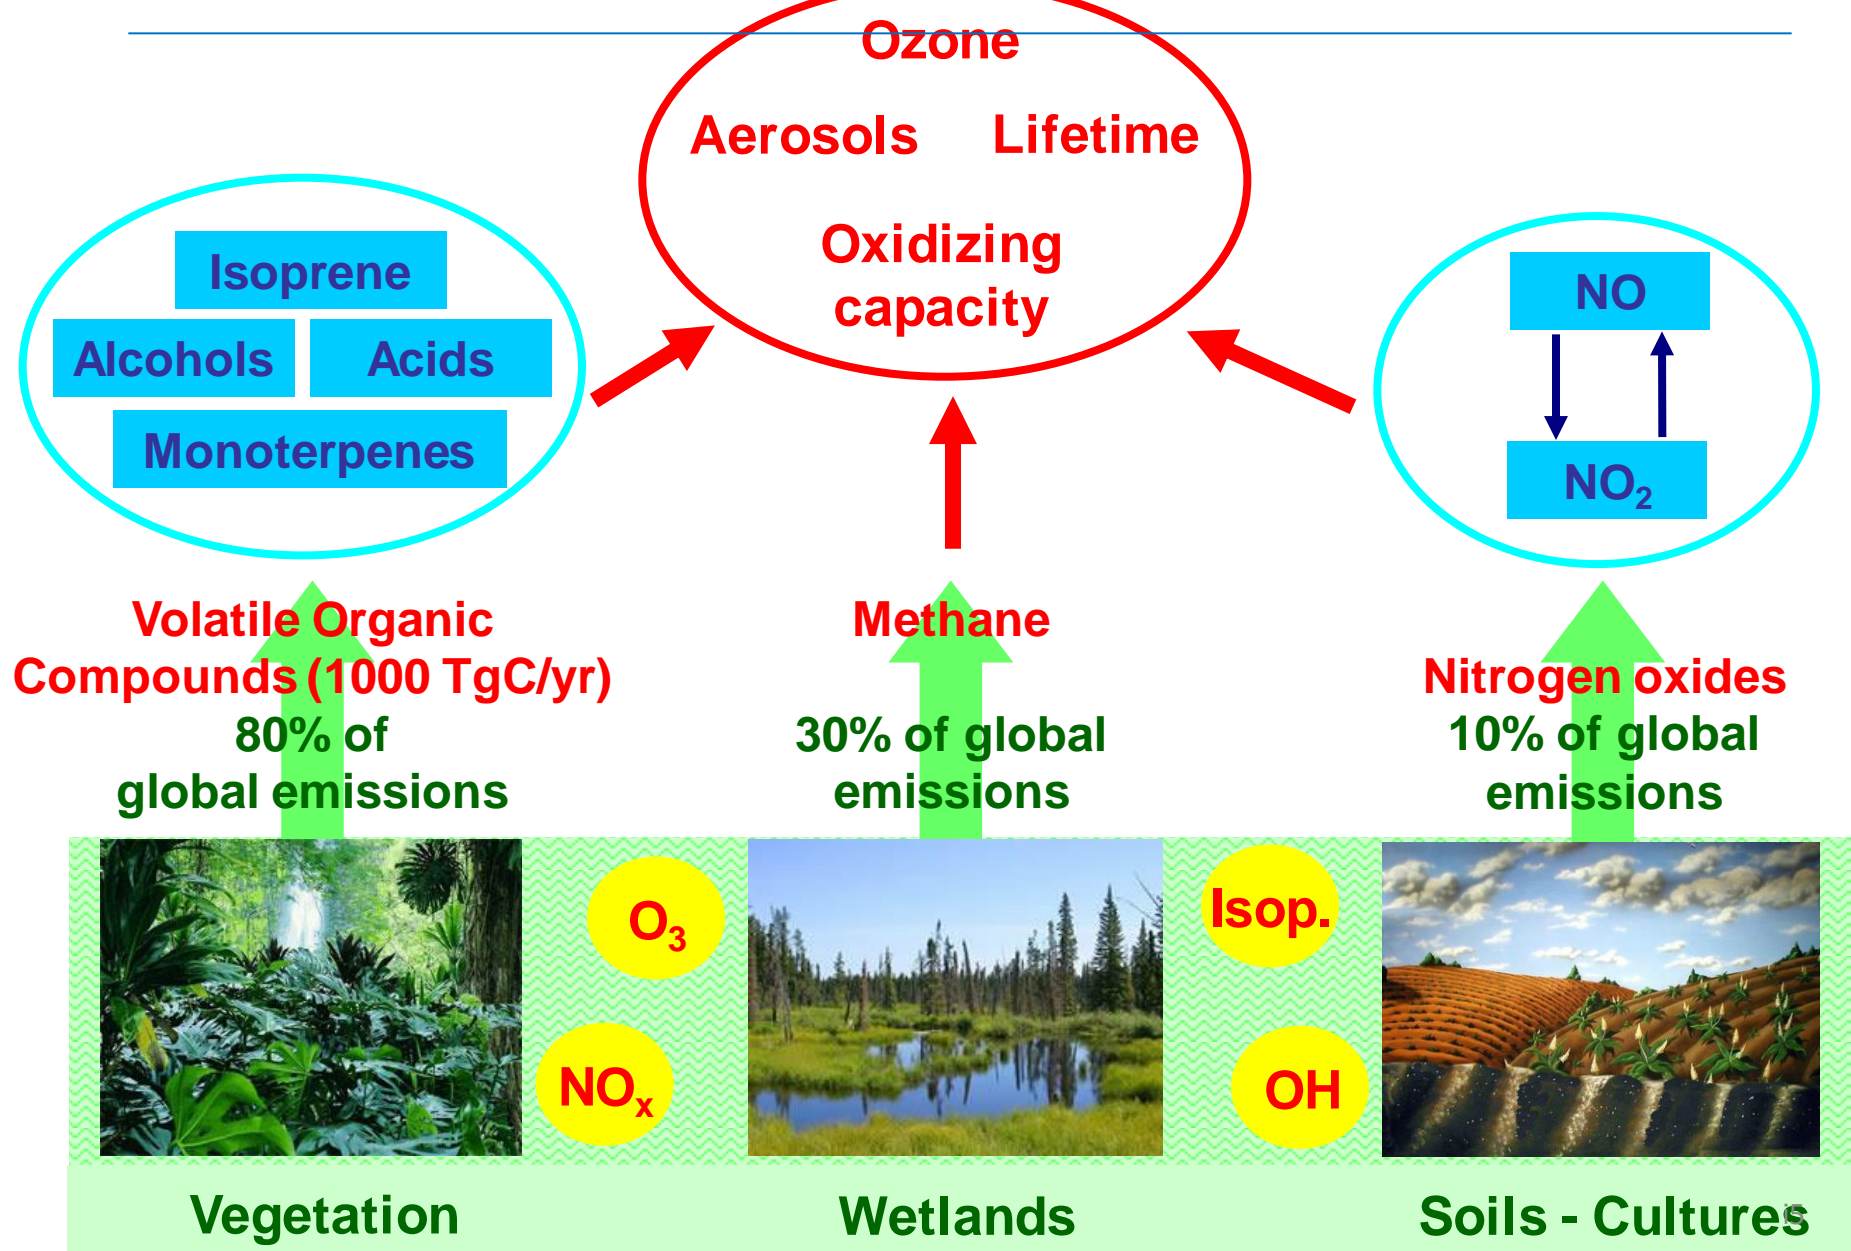 Ozone
Aerosols Lifetime
Oxidizing
capacity
Isoprene
Alcohols Acids
Monoterpenes
NO
NO₂
Volatile Organic
Compounds (1000 TgC/yr)
80% of
global emissions
Methane
30% of global
emissions
Nitrogen oxides
10% of global
emissions
O₃
NOₓ
Isop.
OH
Vegetation
Wetlands
Soils - Cultures